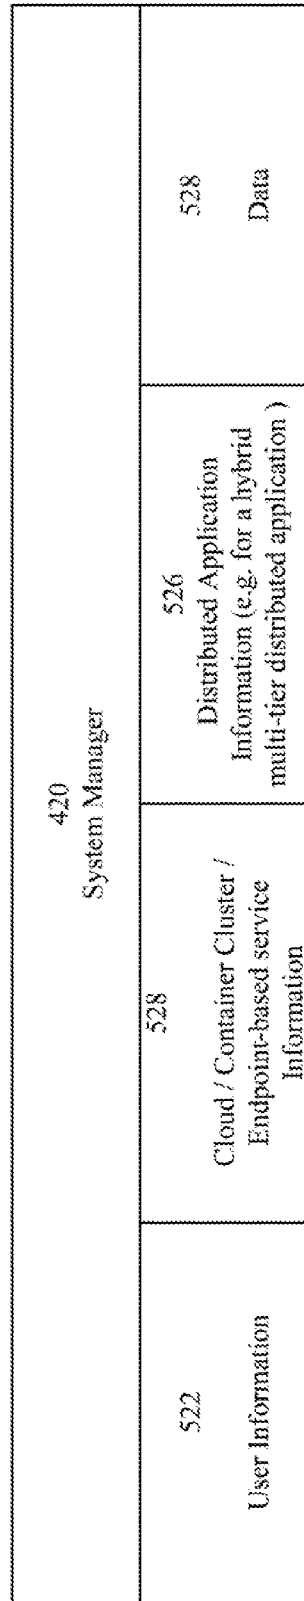 420
System Manager
522
User Information
528
Cloud / Container Cluster /
Endpoint-based service
Information
526
Distributed Application
Information (e.g. for a hybrid
multi-tier distributed application )
528
Data